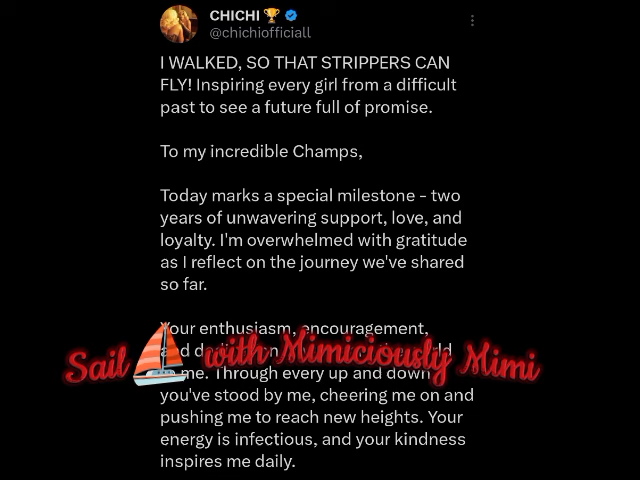 CHICHI🏆
@chichiofficiall
I WALKED, SO THAT STRIPPERS CAN
FLY! Inspiring every girl from a difficult
past to see a future full of promise.
To my incredible Champs,
Today marks a special milestone - two
years of unwavering support, love, and
loyalty. I'm overwhelmed with gratitude
as I reflect on the journey we've shared
so far.
Your enthusiasm, encouragement,
and
Sail with Mimiciously Mimi
to me. Through every up and down
you've stood by me, cheering me on and
pushing me to reach new heights. Your
energy is infectious, and your kindness
inspires me daily.